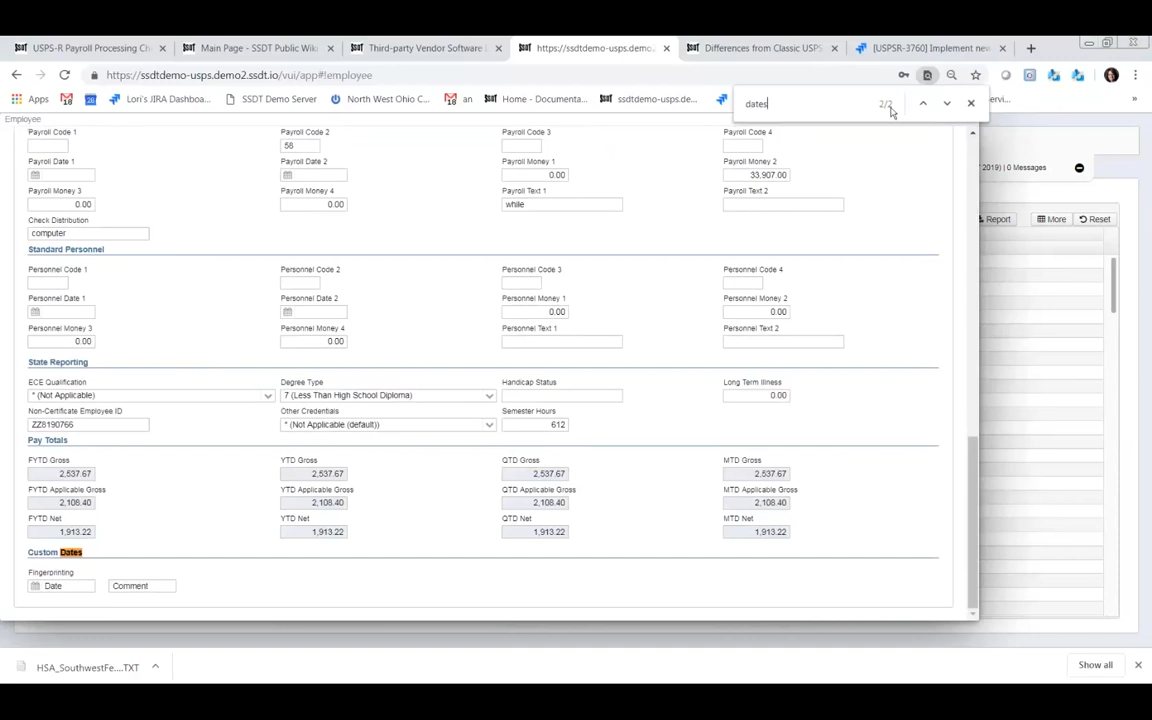 USPS-R Payroll Processing Ch
Main Page - SSDT Public Wiki
Third-party Vendor Software L
https://ssdtdemo-usps.demo2.
Differences from Classic USPS
[USPSR-3760] Implement new
https://ssdtdemo-usps.demo2.ssdt.io/vui/app#!employee
Apps
Lori's JIRA Dashboa...
SSDT Demo Server
North West Ohio C...
an
Home - Documenta...
ssdtdemo-usps.de...
dates
2/2
Employee
2019) | 0 Messages
Report
More
Reset
Payroll Code 1
Payroll Code 2
Payroll Code 3
Payroll Code 4
58
Payroll Date 1
Payroll Date 2
Payroll Money 1
Payroll Money 2
0.00
33,907.00
Payroll Money 3
Payroll Money 4
Payroll Text 1
Payroll Text 2
0.00
0.00
while
Check Distribution
computer
Standard Personnel
Personnel Code 1
Personnel Code 2
Personnel Code 3
Personnel Code 4
Personnel Date 1
Personnel Date 2
Personnel Money 1
Personnel Money 2
0.00
0.00
Personnel Money 3
Personnel Money 4
Personnel Text 1
Personnel Text 2
0.00
0.00
State Reporting
ECE Qualification
Degree Type
Handicap Status
Long Term Illness
* (Not Applicable)
7 (Less Than High School Diploma)
0.00
Non-Certificate Employee ID
Other Credentials
Semester Hours
ZZ8190766
* (Not Applicable (default))
612
Pay Totals
FYTD Gross
YTD Gross
QTD Gross
MTD Gross
2,537.67
2,537.67
2,537.67
2,537.67
FYTD Applicable Gross
YTD Applicable Gross
QTD Applicable Gross
MTD Applicable Gross
2,108.40
2,108.40
2,108.40
2,108.40
FYTD Net
YTD Net
QTD Net
MTD Net
1,913.22
1,913.22
1,913.22
1,913.22
Custom Dates
Fingerprinting
Date
Comment
HSA_SouthwestFe....TXT
Show all